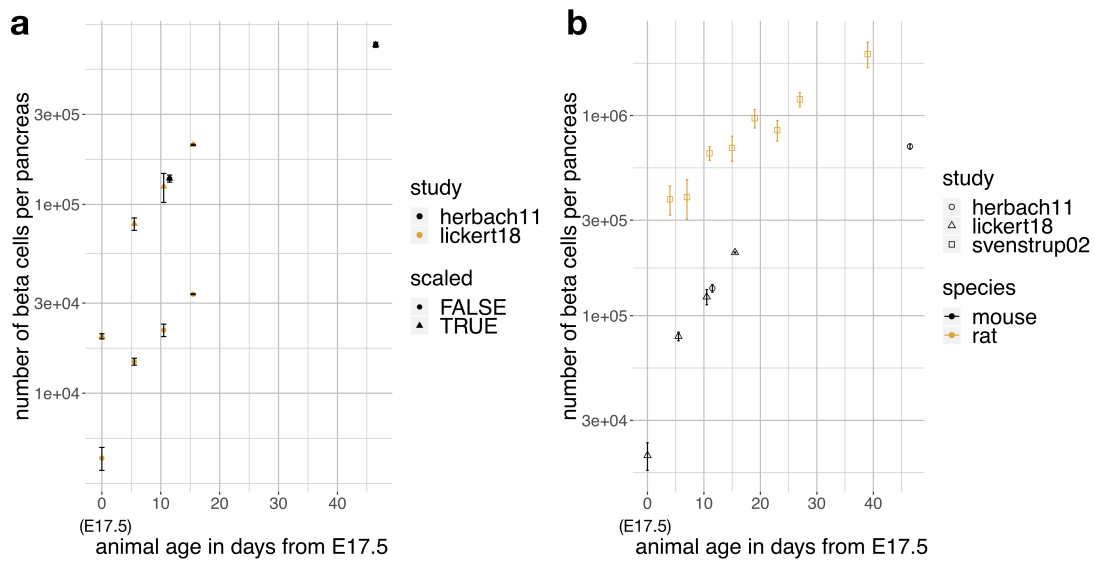 a
number of beta cells per pancreas
3e+05
1e+05
3e+04
1e+04
0
10
20
30
40
(E17.5)
animal age in days from E17.5
study
herbach11
lickert18
scaled
FALSE
TRUE
b
number of beta cells per pancreas
1e+06
3e+05
1e+05
3e+04
0
10
20
30
40
(E17.5)
animal age in days from E17.5
study
herbach11
lickert18
svenstrup02
species
mouse
rat